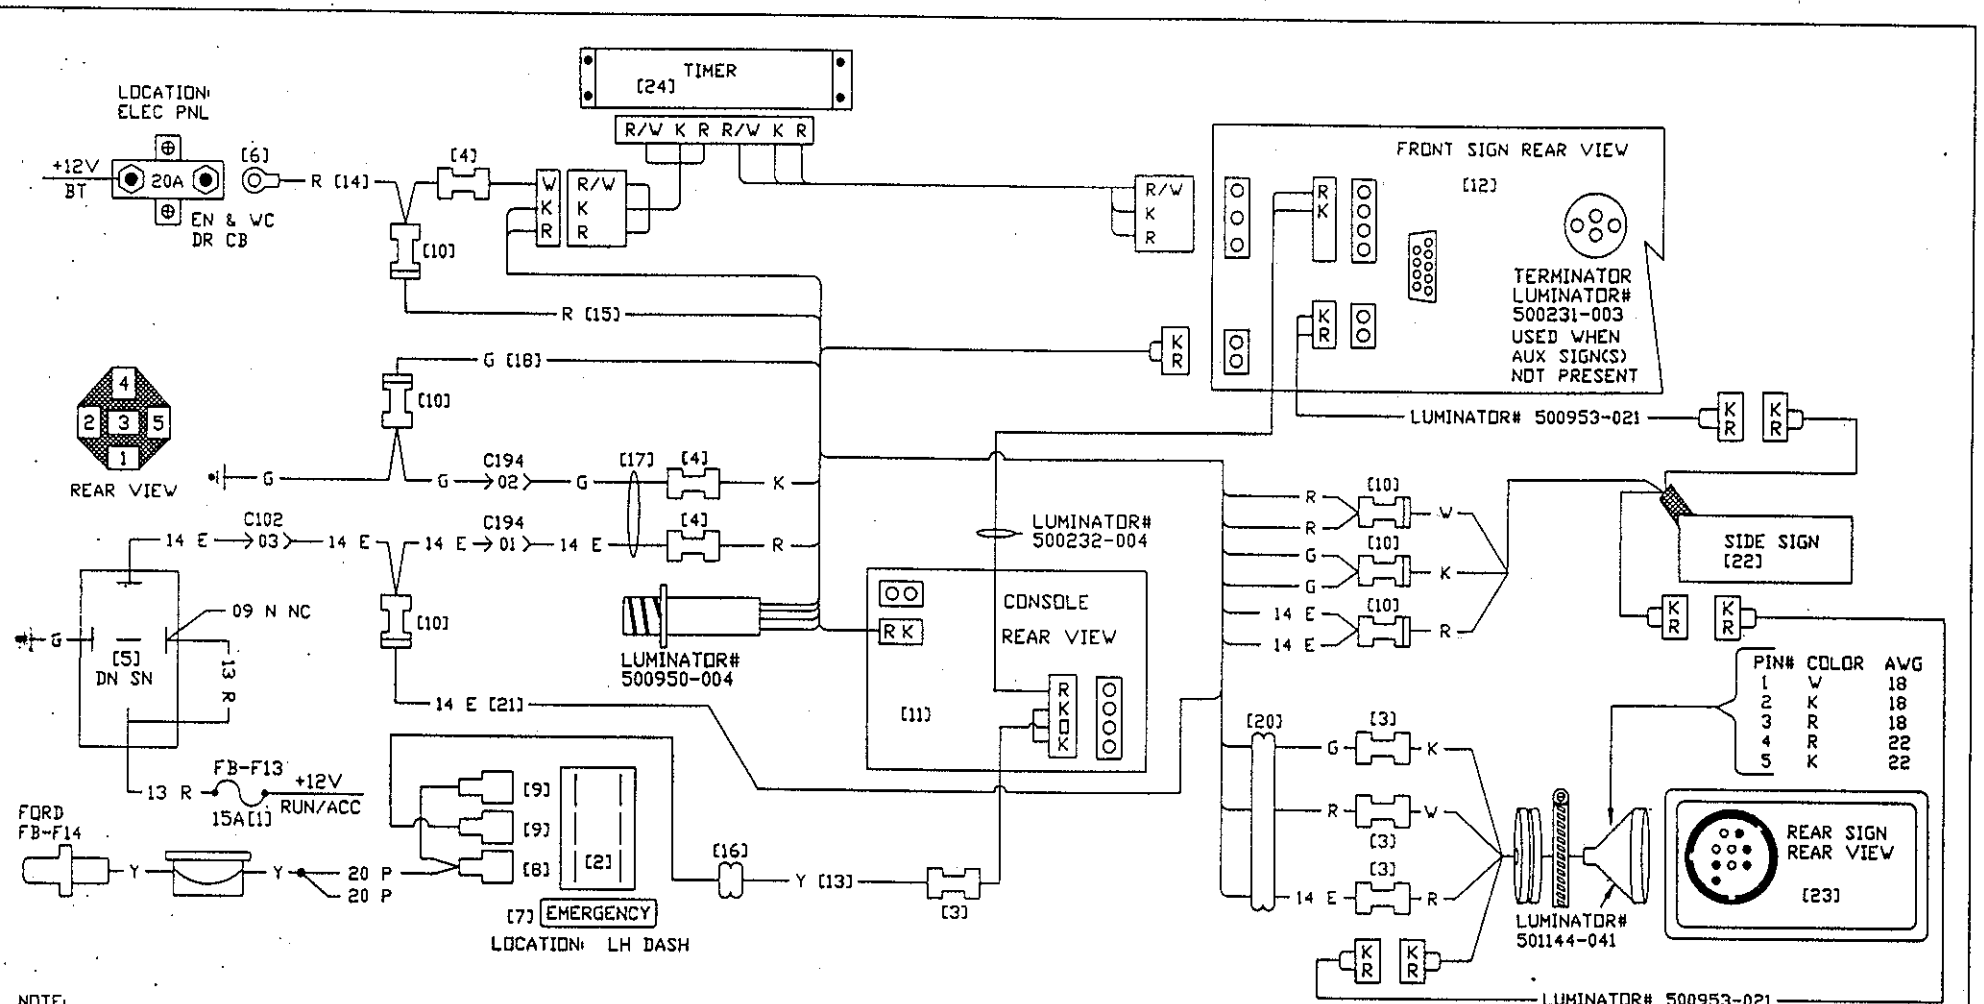 TIMER
[24]
R/W K R R/W K R
LOCATION:
ELEC PNL
+12V
BT
20A
[6]
R [14]
EN & WC
DR CB
[4]
[10]
W
K
R
R/W
K
R
R/W
K
R
R [15]
FRONT SIGN REAR VIEW
[12]
R
K
K
R
TERMINATOR
LUMINATOR#
500231-003
USED WHEN
AUX SIGN(S)
NOT PRESENT
K
R
G [18]
[10]
4
2 3 5
1
REAR VIEW
G
G
C194
02
G
[17]
[4]
K
LUMINATOR# 500953-021
K
R
K
R
C102
14 E
03
14 E
14 E
C194
01
14 E
[4]
R
[10]
09 N NC
G
[5]
DN SN
13 R
14 E [21]
LUMINATOR#
500950-004
LUMINATOR#
500232-004
CONSOLE
REAR VIEW
R K
[11]
R
K
K
R
R
[10]
W
G
G
[10]
K
14 E
14 E
[10]
R
SIDE SIGN
[22]
K
R
K
R
PIN# COLOR AWG
1 W 18
2 K 18
3 R 18
4 R 22
5 K 22
13 R
FB-F13
15A[1]
+12V
RUN/ACC
FORD
FB-F14
Y
Y
20 P
20 P
[9]
[9]
[8]
[2]
[7] EMERGENCY
LOCATION: LH DASH
[16]
Y [13]
[3]
[20]
G
[3]
K
R
[3]
W
14 E
[3]
R
K
R
K
R
LUMINATOR#
501144-041
REAR SIGN
REAR VIEW
[23]
LUMINATOR# 500953-021
NOTE: